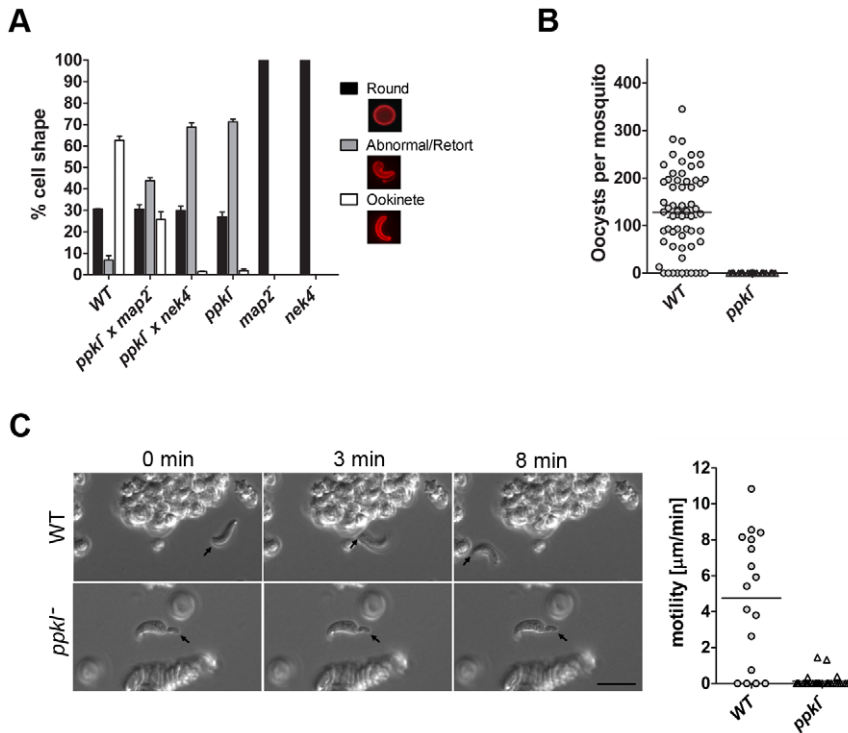 A
% cell shape
100
90
80
70
60
50
40
30
20
10
0
WT
ppkl⁻ x map2⁻
ppkl⁻ x nek4⁻
ppkl⁻
map2⁻
nek4⁻
Round
Abnormal/Retort
Ookinete
B
Oocysts per mosquito
400
300
200
100
0
WT
ppkl⁻
C
0 min
3 min
8 min
WT
ppkl-
motility [μm/min]
12
10
8
6
4
2
0
WT
ppkl⁻